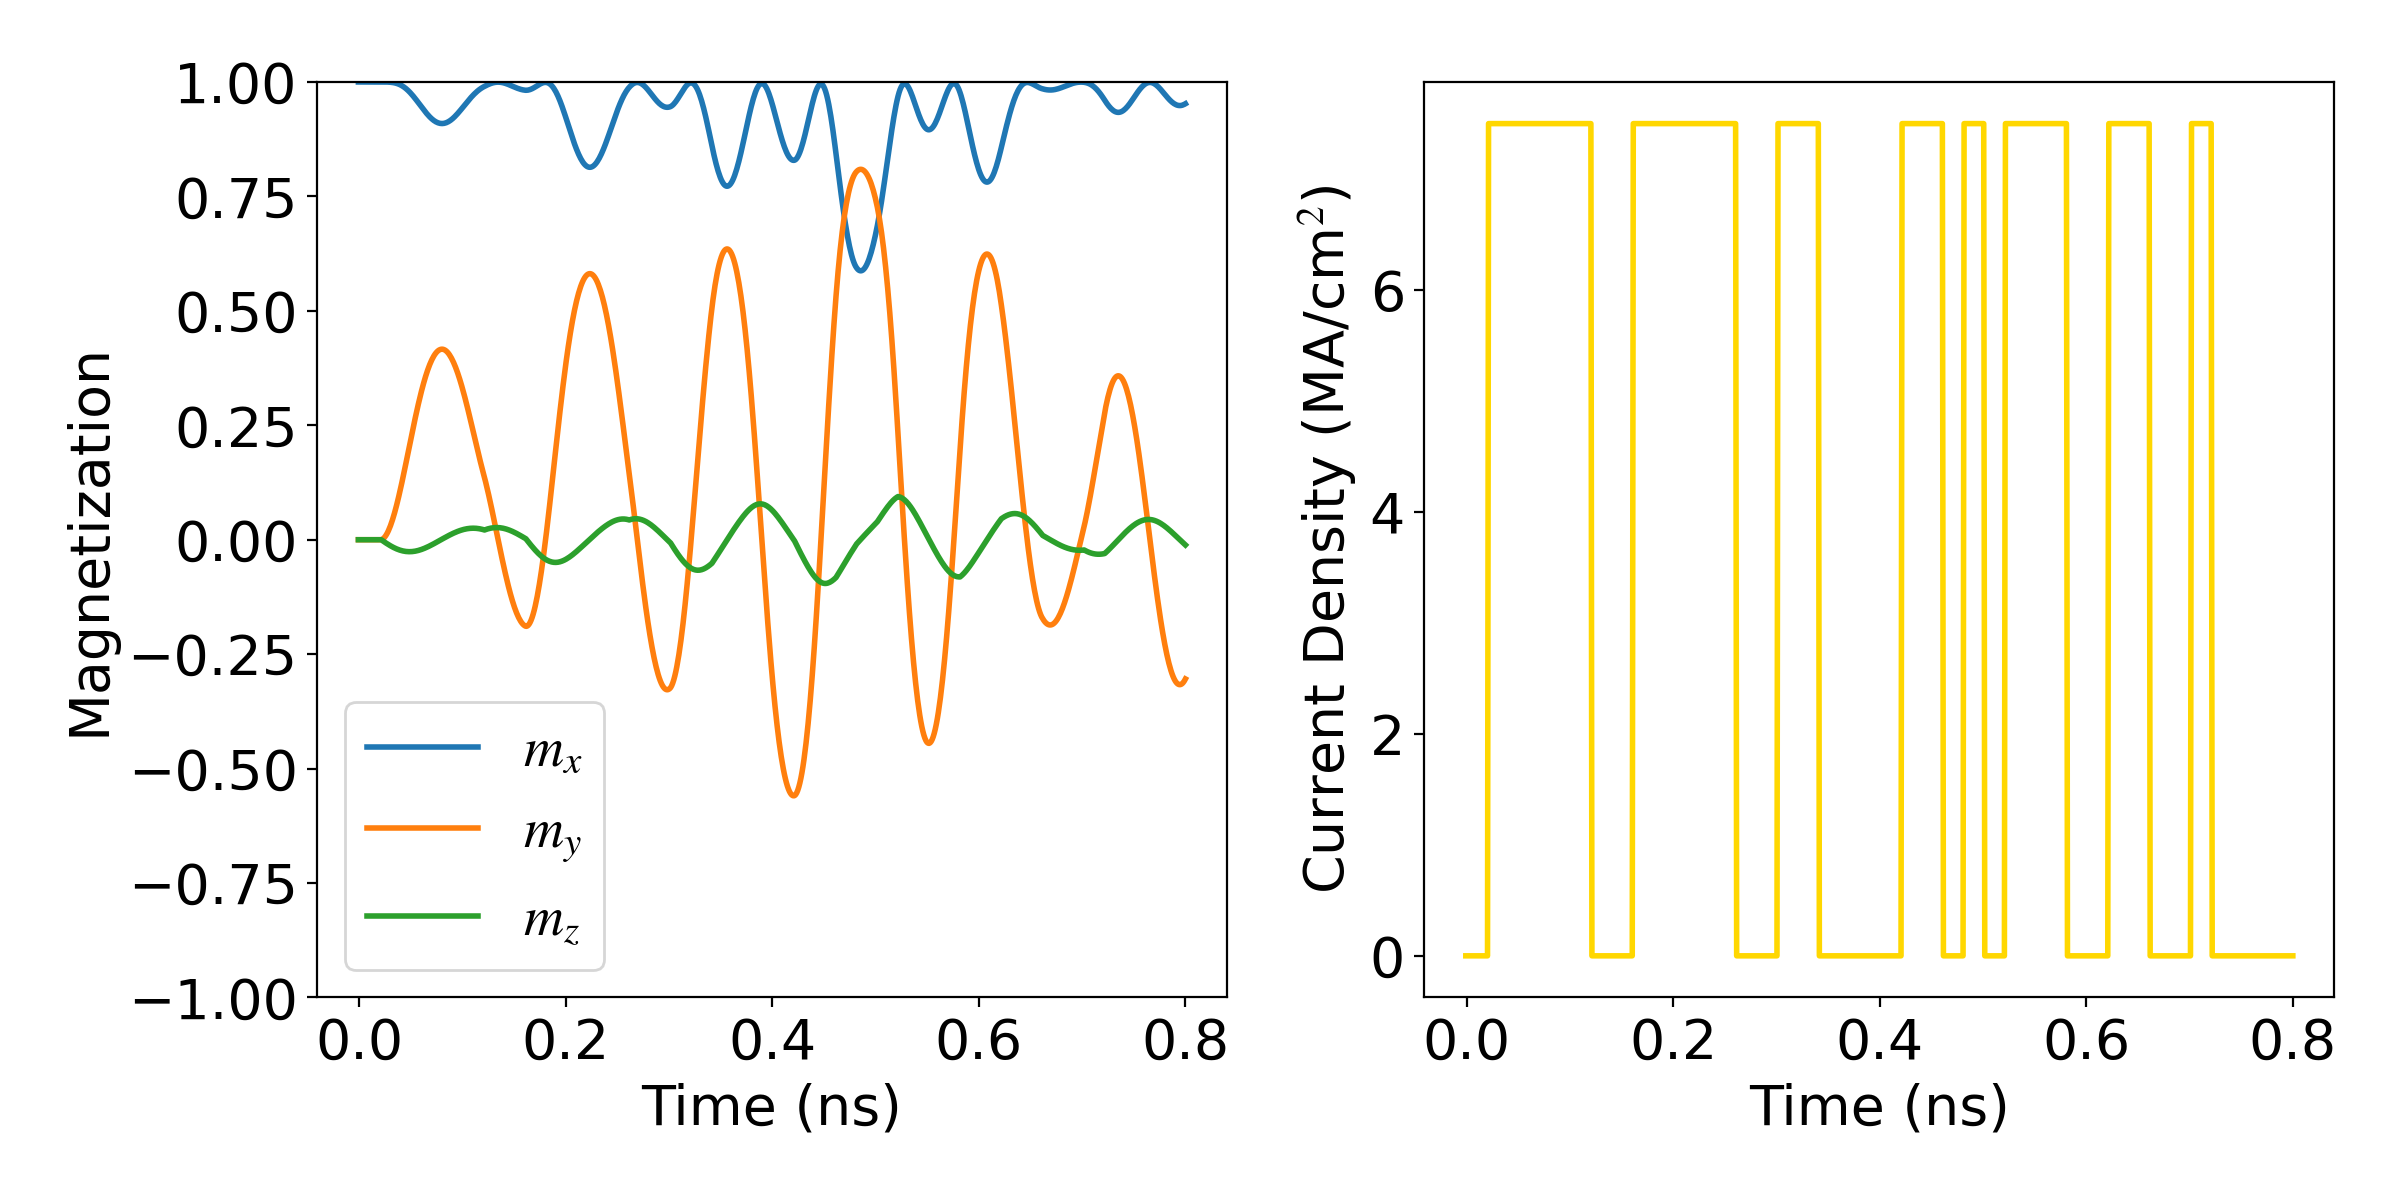 Magnetization
1.00
0.75
0.50
0.25
0.00
−0.25
−0.50
−0.75
−1.00
m_x
m_y
m_z
0.0 0.2 0.4 0.6 0.8
Time (ns)
Current Density (MA/cm²)
6
4
2
0
0.0 0.2 0.4 0.6 0.8
Time (ns)